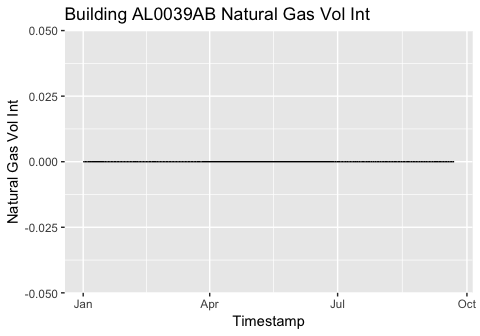 Building AL0039AB Natural Gas Vol Int
0.050
0.025
0.000
-0.025
-0.050
Natural Gas Vol Int
Jan Apr Jul Oct
Timestamp